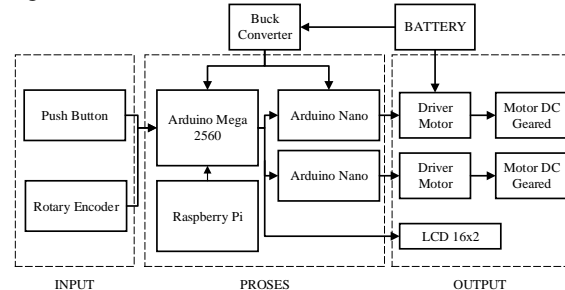 Buck
Converter
BATTERY
Push Button
Rotary Encoder
Arduino Mega
2560
Raspberry Pi
Arduino Nano
Arduino Nano
Driver
Motor
Motor DC
Geared
Driver
Motor
Motor DC
Geared
LCD 16x2
INPUT
PROSES
OUTPUT